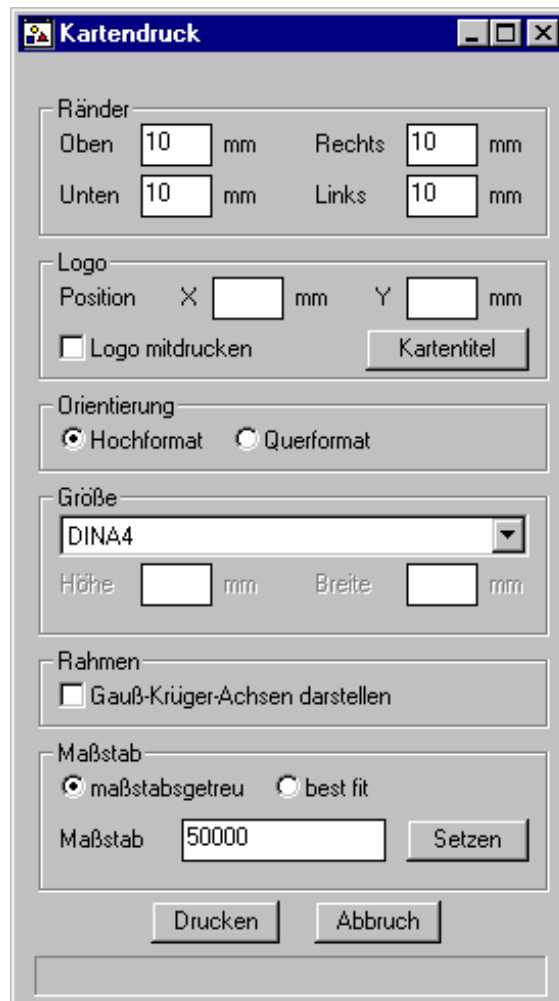 Kartendruck
Ränder
Oben 10 mm Rechts 10 mm
Unten 10 mm Links 10 mm
Logo
Position X mm Y mm
Logo mitdrucken Kartentitel
Orientierung
Hochformat Querformat
Größe
DINA4
Höhe mm Breite mm
Rahmen
Gauß-Krüger-Achsen darstellen
Maßstab
maßstabsgetreu best fit
Maßstab 50000 Setzen
Drucken Abbruch